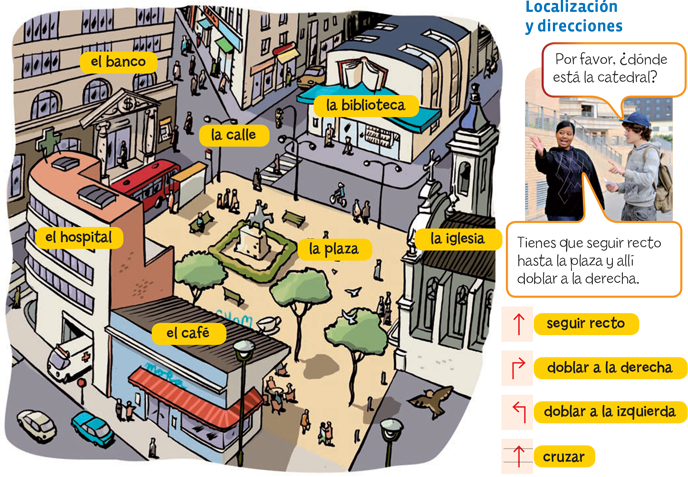 Localización
y direcciones
el banco
Por favor, ¿dónde
está la catedral?
la biblioteca
la calle
el hospital
la plaza
la iglesia
Tienes que seguir recto
hasta la plaza y allí
doblar a la derecha.
el café
seguir recto
doblar a la derecha
doblar a la izquierda
cruzar